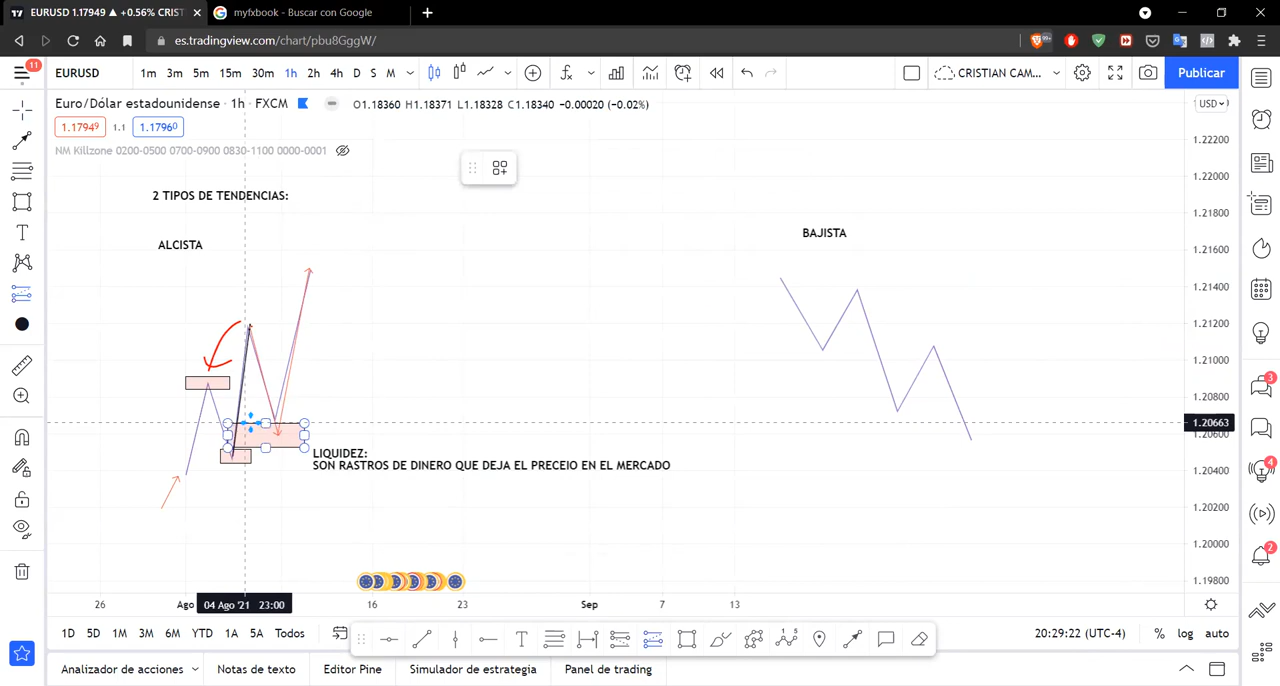 EURUSD 1.17949 ▲ +0.56% CRIST
myfxbook - Buscar con Google
es.tradingview.com/chart/pbu8GggW/
99+
11
EURUSD
1m 3m 5m 15m 30m 1h 2h 4h D S M
CRISTIAN CAM...
Publicar
Euro/Dólar estadounidense · 1h · FXCM
O1.18360 H1.18371 L1.18328 C1.18340 −0.00020 (−0.02%)
USD
1.17949 1.1 1.17960
NM Killzone 0200-0500 0700-0900 0830-1100 0000-0001
2 TIPOS DE TENDENCIAS:
ALCISTA
BAJISTA
LIQUIDEZ:
SON RASTROS DE DINERO QUE DEJA EL PRECEIO EN EL MERCADO
1.22200
1.22000
1.21800
1.21600
1.21400
1.21200
1.21000
1.20800
1.20663
1.20600
1.20400
1.20200
1.20000
1.19800
3
4
2
26 Ago 04 Ago '21 23:00 16 23 Sep 7 13
1D 5D 1M 3M 6M YTD 1A 5A Todos
20:29:22 (UTC-4) % log auto
Analizador de acciones Notas de texto Editor Pine Simulador de estrategia Panel de trading